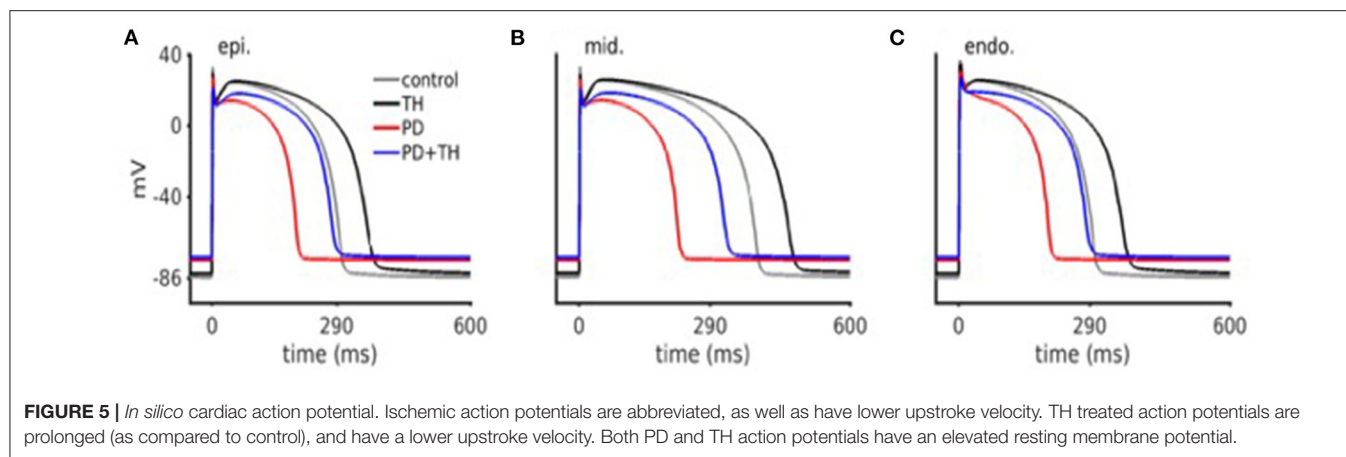 A
epi.
B
mid.
C
endo.
40
0
-40
-86
mV
control
TH
PD
PD+TH
0
290
600
time (ms)
0
290
600
time (ms)
0
290
600
time (ms)
FIGURE 5 | In silico cardiac action potential. Ischemic action potentials are abbreviated, as well as have lower upstroke velocity. TH treated action potentials are
prolonged (as compared to control), and have a lower upstroke velocity. Both PD and TH action potentials have an elevated resting membrane potential.